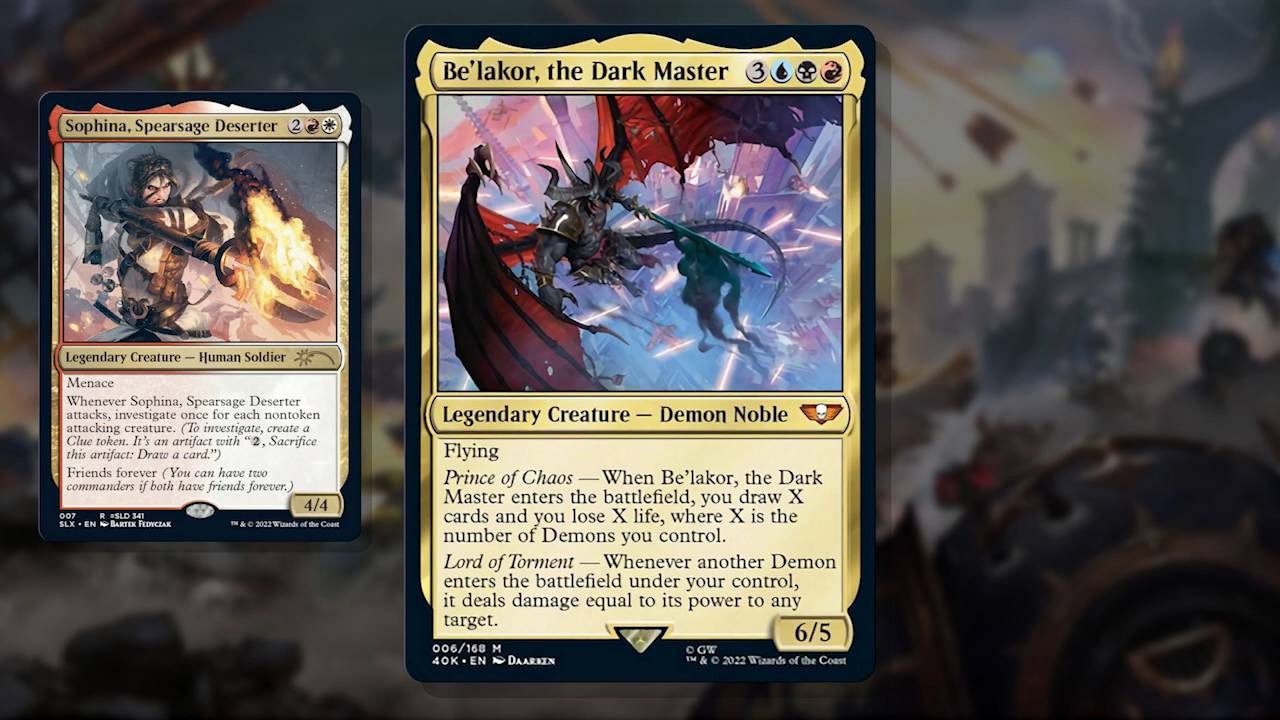 Sophina, Spearsage Deserter 2
Legendary Creature — Human Soldier
Menace
Whenever Sophina, Spearsage Deserter
attacks, investigate once for each nontoken
attacking creature. (To investigate, create a
Clue token. It's an artifact with "2, Sacrifice
this artifact: Draw a card.")
Friends forever (You can have two
commanders if both have friends forever.)
4/4
007 R =SLD 341
SLX • EN Bartek Fedyczak
™ & © 2022 Wizards of the Coast
Be'lakor, the Dark Master 3
Legendary Creature — Demon Noble
Flying
Prince of Chaos — When Be'lakor, the Dark
Master enters the battlefield, you draw X
cards and you lose X life, where X is the
number of Demons you control.
Lord of Torment — Whenever another Demon
enters the battlefield under your control,
it deals damage equal to its power to any
target.
6/5
006/168 M
40K • EN Daarken
© GW
™ & © 2022 Wizards of the Coast